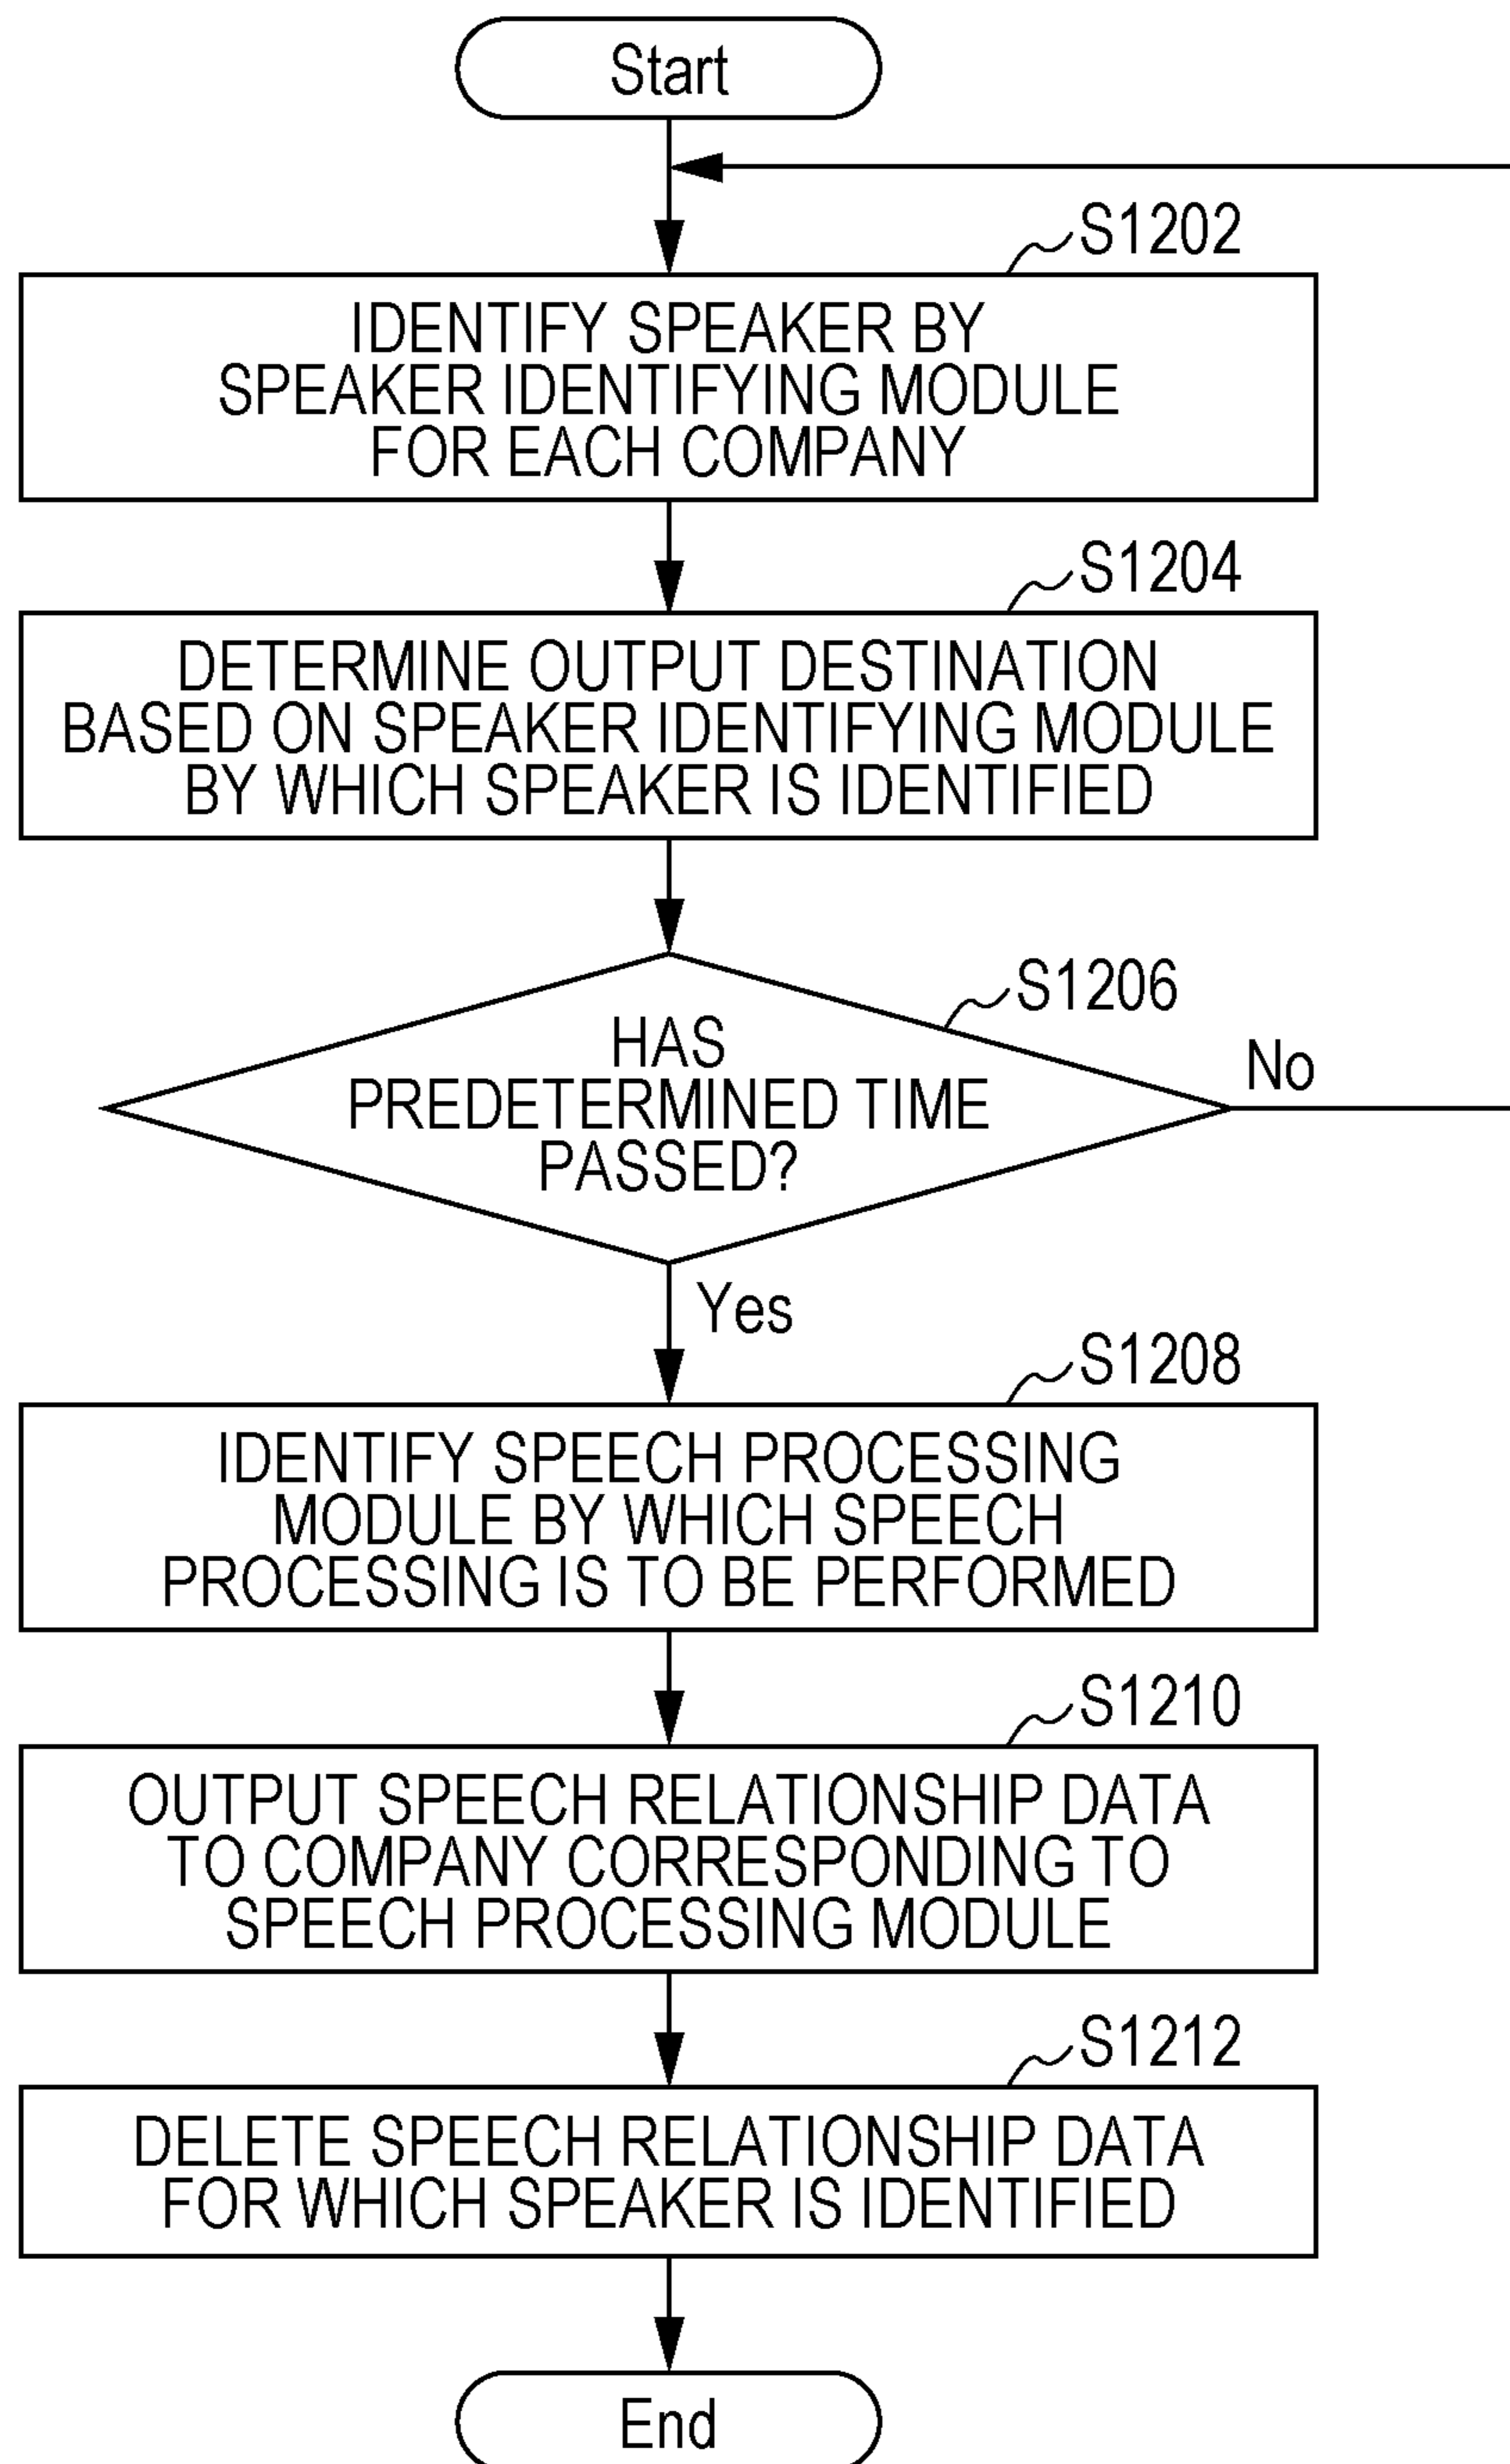 Start
S1202
IDENTIFY SPEAKER BY
SPEAKER IDENTIFYING MODULE
FOR EACH COMPANY
S1204
DETERMINE OUTPUT DESTINATION
BASED ON SPEAKER IDENTIFYING MODULE
BY WHICH SPEAKER IS IDENTIFIED
S1206
HAS
PREDETERMINED TIME
PASSED?
No
Yes
S1208
IDENTIFY SPEECH PROCESSING
MODULE BY WHICH SPEECH
PROCESSING IS TO BE PERFORMED
S1210
OUTPUT SPEECH RELATIONSHIP DATA
TO COMPANY CORRESPONDING TO
SPEECH PROCESSING MODULE
S1212
DELETE SPEECH RELATIONSHIP DATA
FOR WHICH SPEAKER IS IDENTIFIED
End